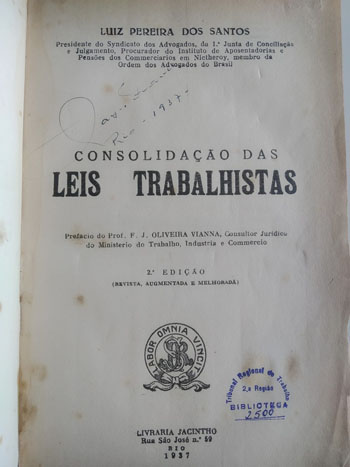 LUIZ PEREIRA DOS SANTOS
Presidente do Syndicato dos Advogados, da 1.ª Junta de Conciliação
e Julgamento, Procurador do Instituto de Aposentadorias e
Pensões dos Commerciarios em Nictheroy, membro da
Ordem dos Advogados do Brasil
Rio - 1937
CONSOLIDAÇÃO DAS
LEIS TRABALHISTAS
Prefacio do Prof. F. J. OLIVEIRA VIANNA, Consultor Juridico
do Ministerio do Trabalho, Industria e Commercio
2.ª EDIÇÃO
(REVISTA, AUGMENTADA E MELHORADA)
LABOR OMNIA VINCIT
Tribunal Regional do Trabalho
2.a Região
BIBLIOTECA
2500
LIVRARIA JACINTHO
Rua São José n.º 59
RIO
1937